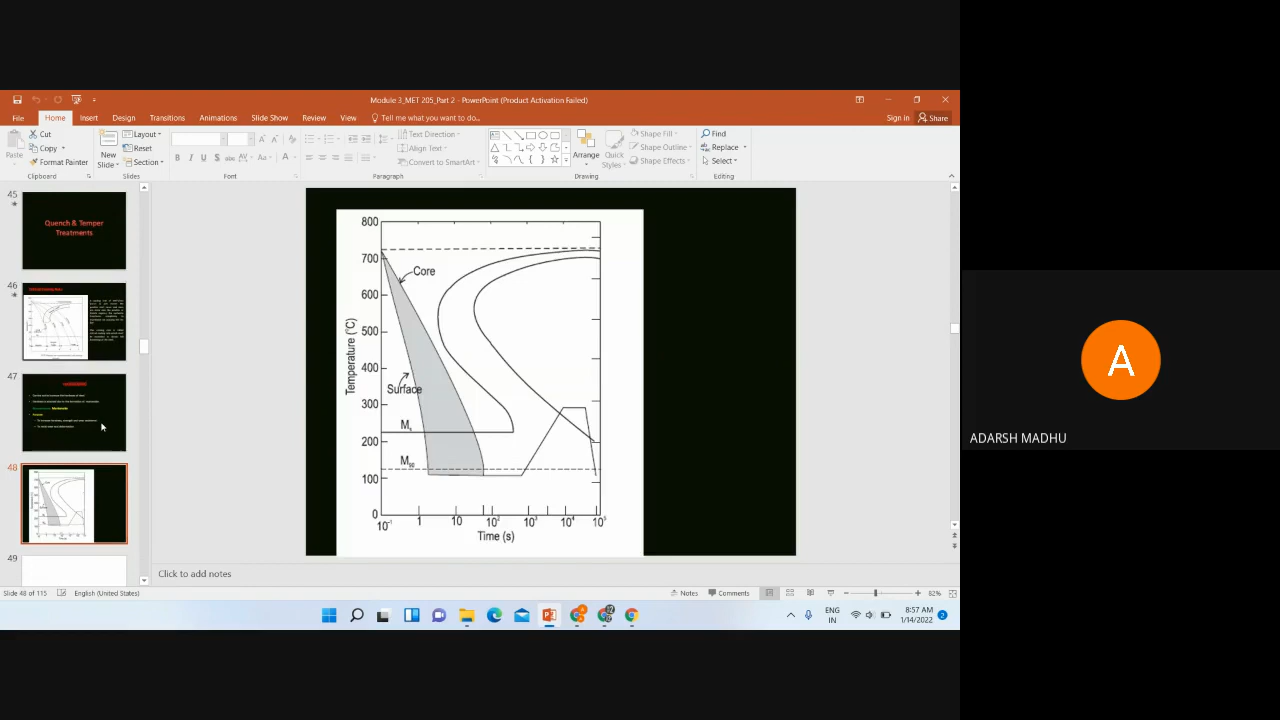 Module 3_MET 205_Part 2 - PowerPoint (Product Activation Failed)
File Home Insert Design Transitions Animations Slide Show Review View Tell me what you want to do... Sign in Share
Paste
Cut
Copy
Format Painter
Clipboard
New Slide
Layout
Reset
Section
Slides
B I U S abc AV Aa A
Font
Text Direction
Align Text
Convert to SmartArt
Paragraph
Arrange
Quick Styles
Shape Fill
Shape Outline
Shape Effects
Drawing
Find
Replace
Select
Editing
45
Quench & Temper
Treatments
46
47
48
49
800
700
600
500
400
300
200
100
0
Temperature (°C)
Core
Surface
Ms
M90
10⁻¹ 1 10 10² 10³ 10⁴ 10⁵
Time (s)
Click to add notes
Slide 48 of 115 English (United States) Notes Comments 82%
ENG
IN
8:57 AM
1/14/2022
A
ADARSH MADHU